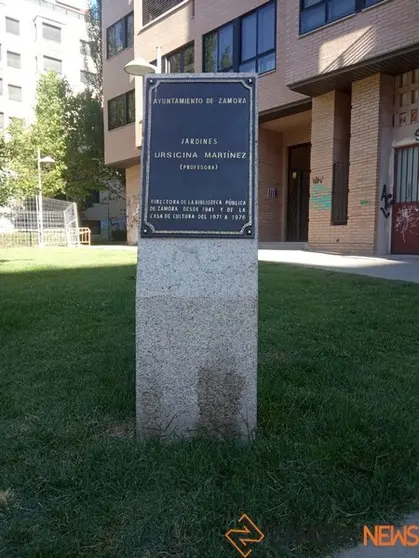 AYUNTAMIENTO DE ZAMORA
JARDINES
URSICINA MARTÍNEZ
(PROFESORA)
DIRECTORA DE LA BIBLIOTECA PÚBLICA
DE ZAMORA DESDE 1941 Y DE LA
CASA DE CULTURA DEL 1971 A 1976
NEWS